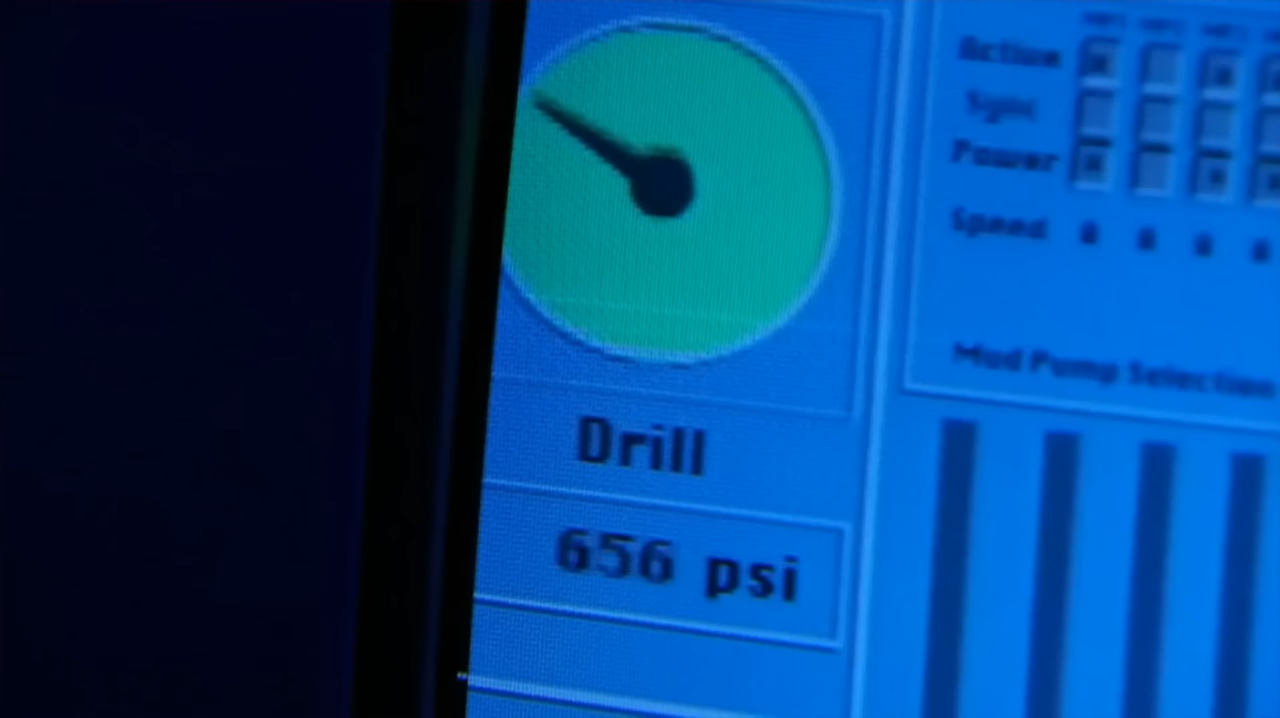 Drill
656 psi
Action
Sync
Power
Speed
Mud Pump Selection